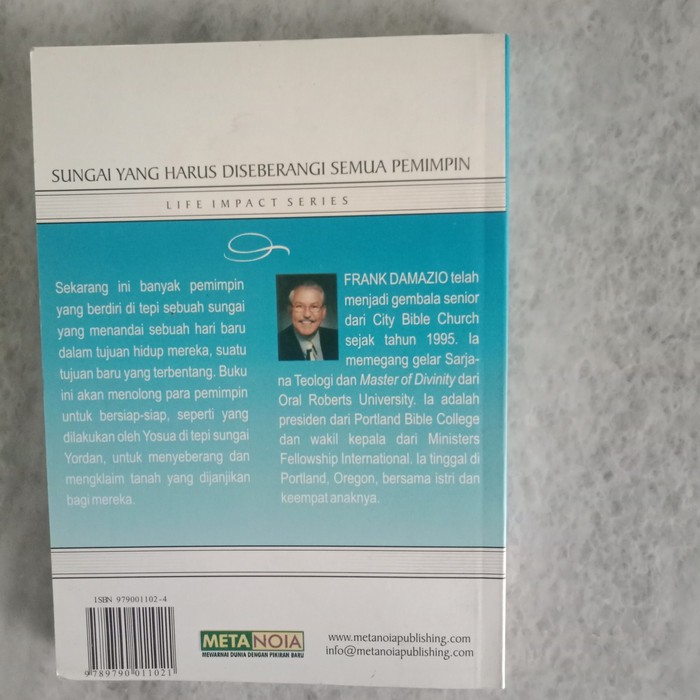 SUNGAI YANG HARUS DISEBERANGI SEMUA PEMIMPIN
LIFE IMPACT SERIES
Sekarang ini banyak pemimpin
yang berdiri di tepi sebuah sungai
yang menandai sebuah hari baru
dalam tujuan hidup mereka, suatu
tujuan baru yang terbentang. Buku
ini akan menolong para pemimpin
untuk bersiap-siap, seperti yang
dilakukan oleh Yosua di tepi sungai
Yordan, untuk menyeberang dan
mengklaim tanah yang dijanjikan
bagi mereka.
FRANK DAMAZIO telah
menjadi gembala senior
dari City Bible Church
sejak tahun 1995. Ia
memegang gelar Sarja-
na Teologi dan Master of Divinity dari
Oral Roberts University. Ia adalah
presiden dari Portland Bible College
dan wakil kepala dari Ministers
Fellowship International. Ia tinggal di
Portland, Oregon, bersama istri dan
keempat anaknya.
ISBN 979001102-4
9 789790 011021
METANOIA
MEWARNAI DUNIA DENGAN PIKIRAN BARU
www.metanoiapublishing.com
info@metanoiapublishing.com